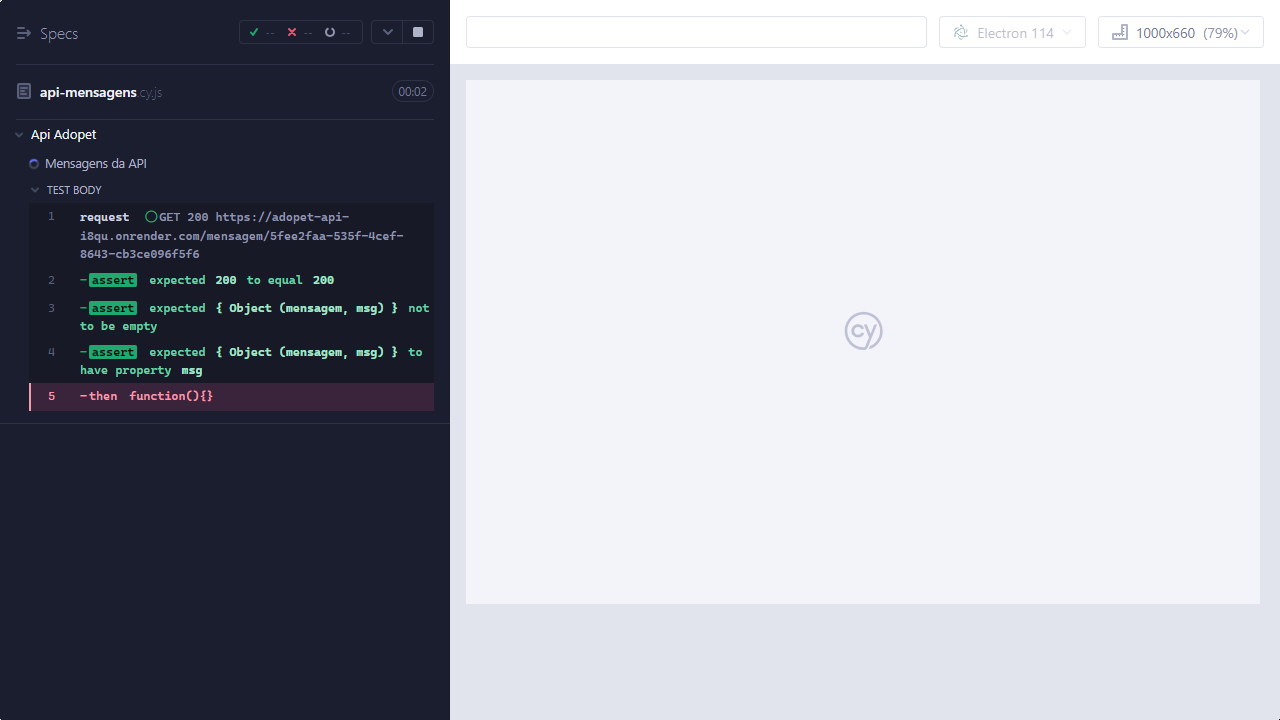 Specs
--
--
--
Electron 114
1000x660 (79%)
api-mensagens.cy.js
00:02
Api Adopet
Mensagens da API
TEST BODY
1 request GET 200 https://adopet-api-
i8qu.onrender.com/mensagem/5fee2faa-535f-4cef-
8643-cb3ce096f5f6
2 -assert expected 200 to equal 200
3 -assert expected { Object (mensagem, msg) } not
to be empty
4 -assert expected { Object (mensagem, msg) } to
have property msg
5 -then function(){}
cy